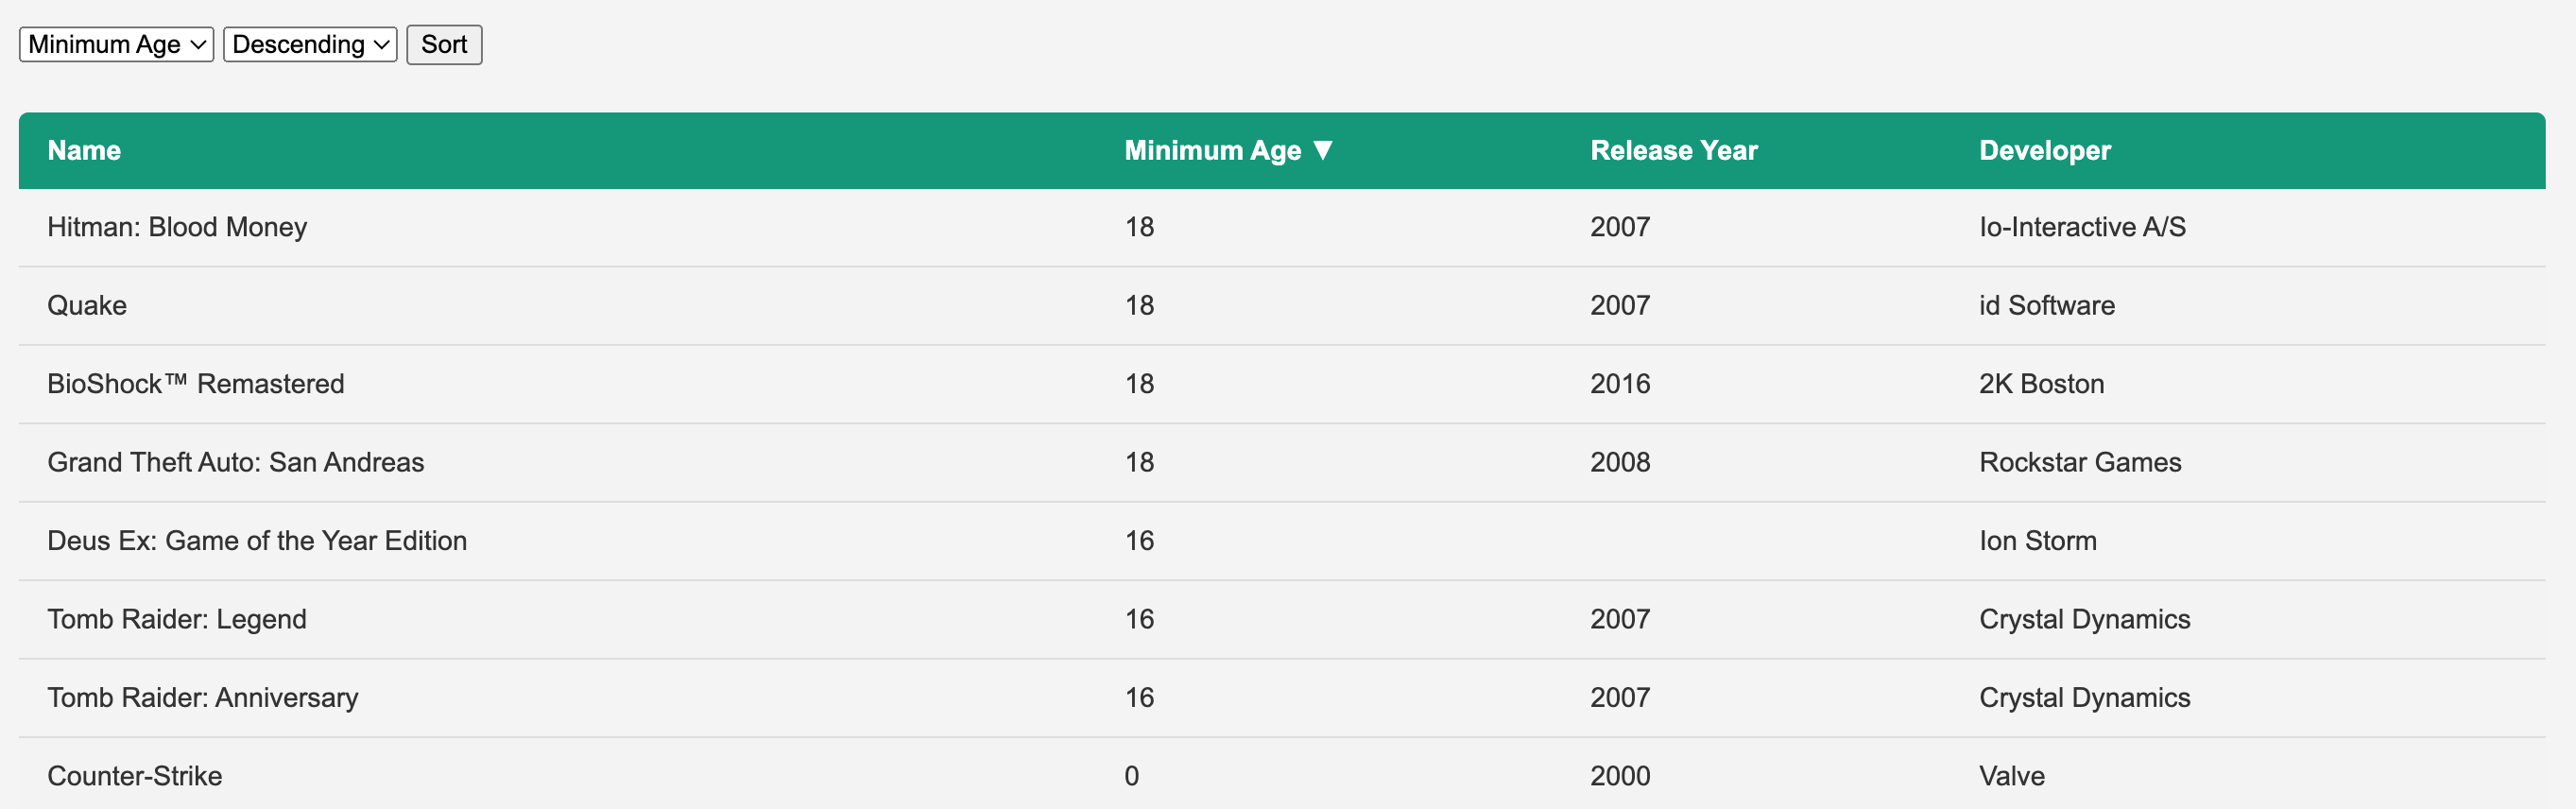 Minimum Age Descending Sort
Name Minimum Age ▼ Release Year Developer
Hitman: Blood Money 18 2007 Io-Interactive A/S
Quake 18 2007 id Software
BioShock™ Remastered 18 2016 2K Boston
Grand Theft Auto: San Andreas 18 2008 Rockstar Games
Deus Ex: Game of the Year Edition 16 Ion Storm
Tomb Raider: Legend 16 2007 Crystal Dynamics
Tomb Raider: Anniversary 16 2007 Crystal Dynamics
Counter-Strike 0 2000 Valve